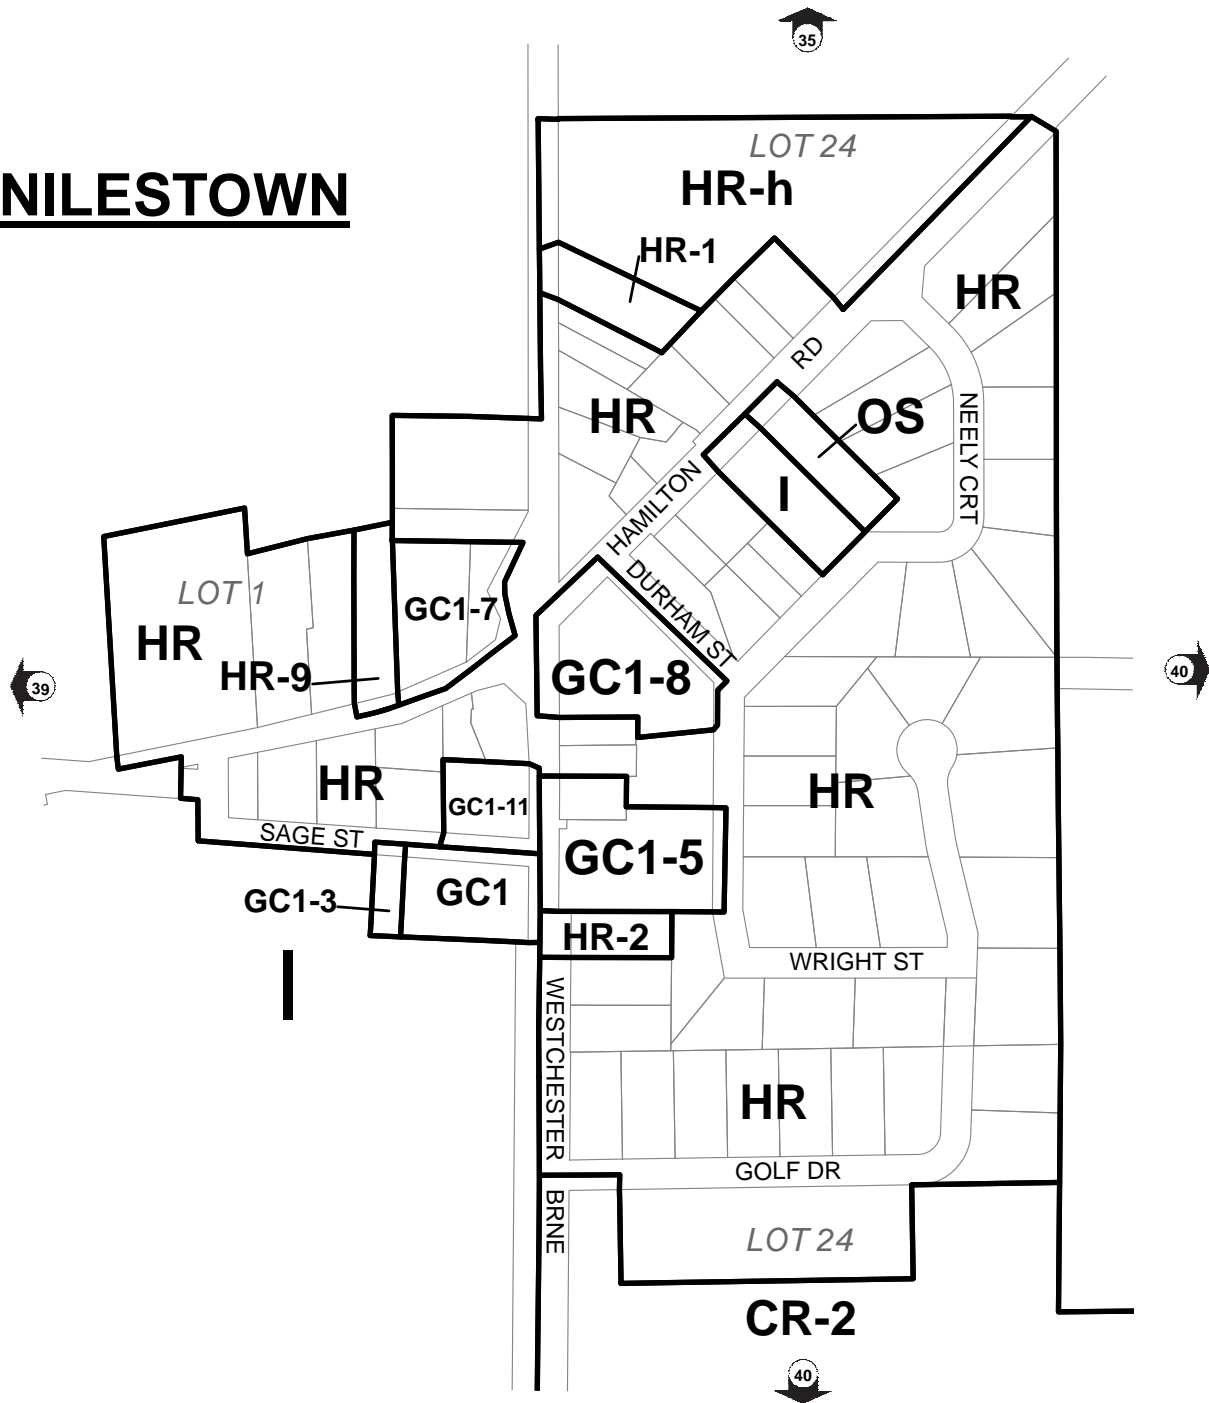 35
LOT 24
NILESTOWN
HR-h
HR-1
HR
RD
HR
OS
NEELY CRT
HAMILTON
I
LOT 1
GC1-7
DURHAM ST
HR
HR-9
GC1-8
39
40
HR
HR
GC1-11
SAGE ST
GC1-5
GC1-3
GC1
HR-2
WRIGHT ST
I
WESTCHESTER
HR
GOLF DR
BRNE
LOT 24
CR-2
40